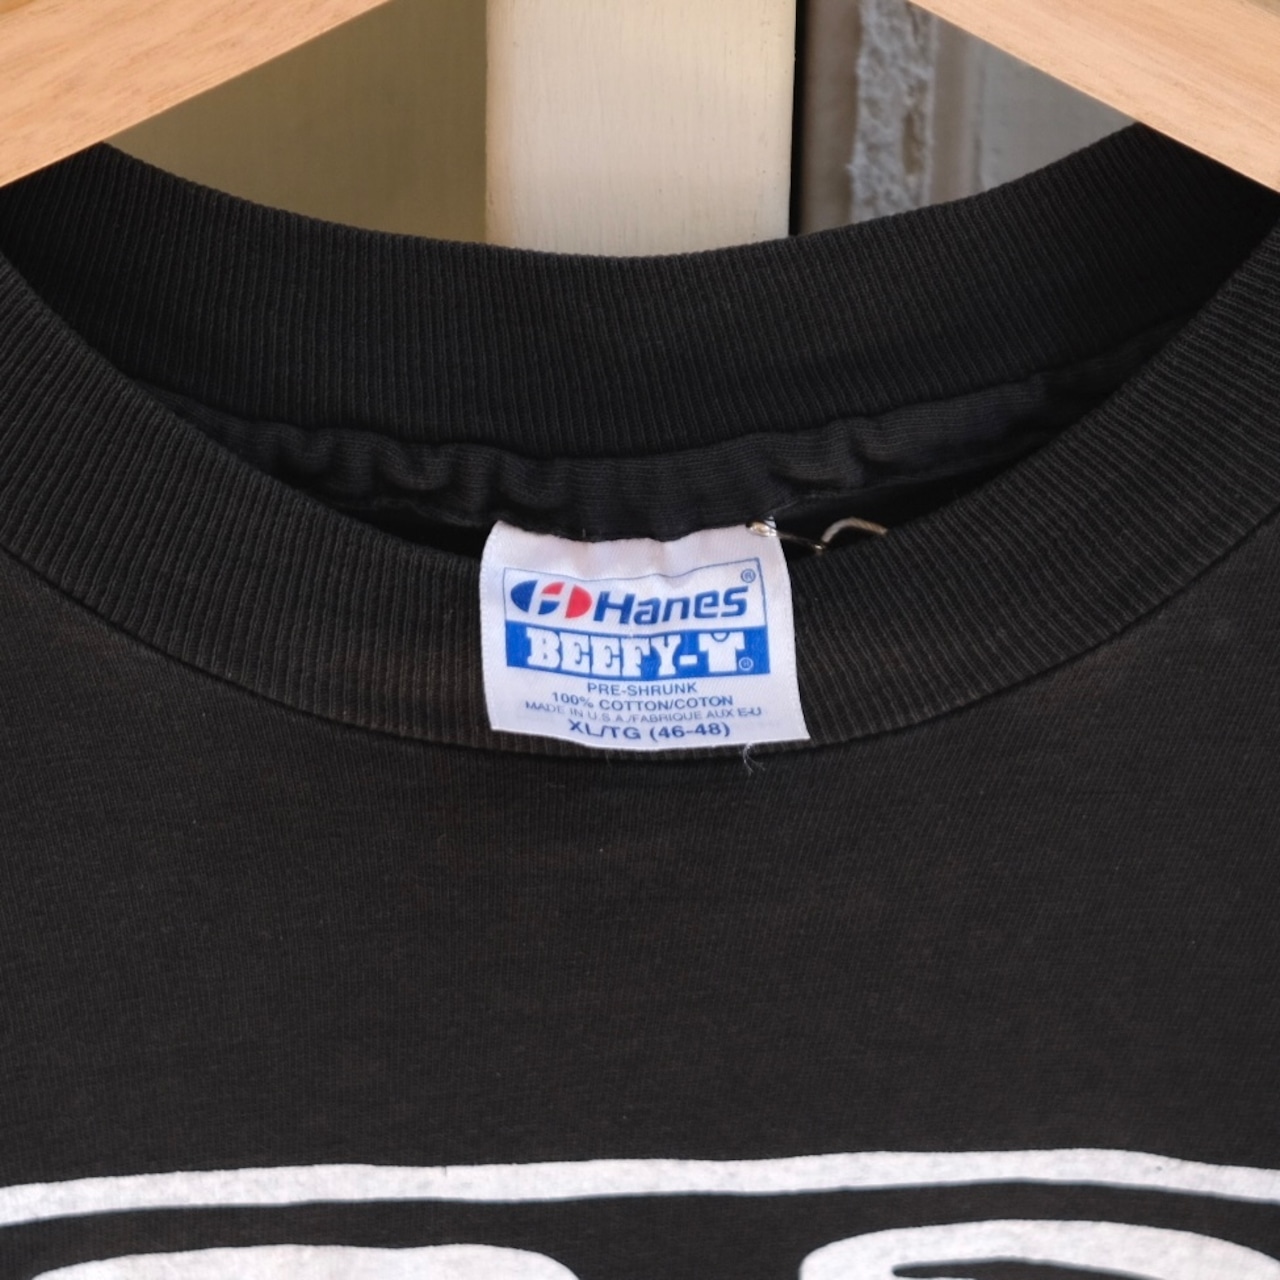 Hanes®
BEEFY-T®
PRE-SHRUNK
100% COTTON/COTON
MADE IN U.S.A./FABRIQUE AUX E-U
XL/TG (46-48)